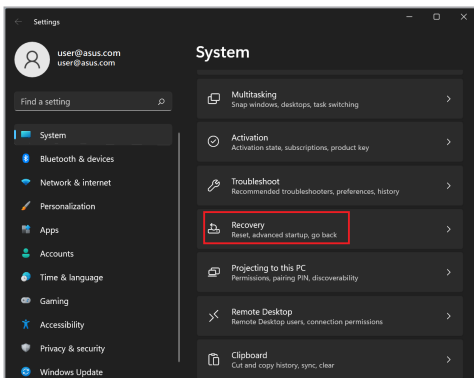 Settings
user@asus.com
user@asus.com
Find a setting
System
Bluetooth & devices
Network & internet
Personalization
Apps
Accounts
Time & language
Gaming
Accessibility
Privacy & security
Windows Update
System
Multitasking
Snap windows, desktops, task switching
Activation
Activation state, subscriptions, product key
Troubleshoot
Recommended troubleshooters, preferences, history
Recovery
Reset, advanced startup, go back
Projecting to this PC
Permissions, pairing PIN, discoverability
Remote Desktop
Remote Desktop users, connection permissions
Clipboard
Cut and copy history, sync, clear